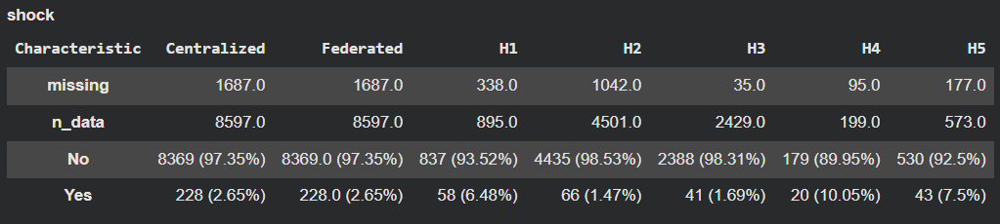 shock
Characteristic Centralized Federated H1 H2 H3 H4 H5
missing 1687.0 1687.0 338.0 1042.0 35.0 95.0 177.0
n_data 8597.0 8597.0 895.0 4501.0 2429.0 199.0 573.0
No 8369 (97.35%) 8369.0 (97.35%) 837 (93.52%) 4435 (98.53%) 2388 (98.31%) 179 (89.95%) 530 (92.5%)
Yes 228 (2.65%) 228.0 (2.65%) 58 (6.48%) 66 (1.47%) 41 (1.69%) 20 (10.05%) 43 (7.5%)